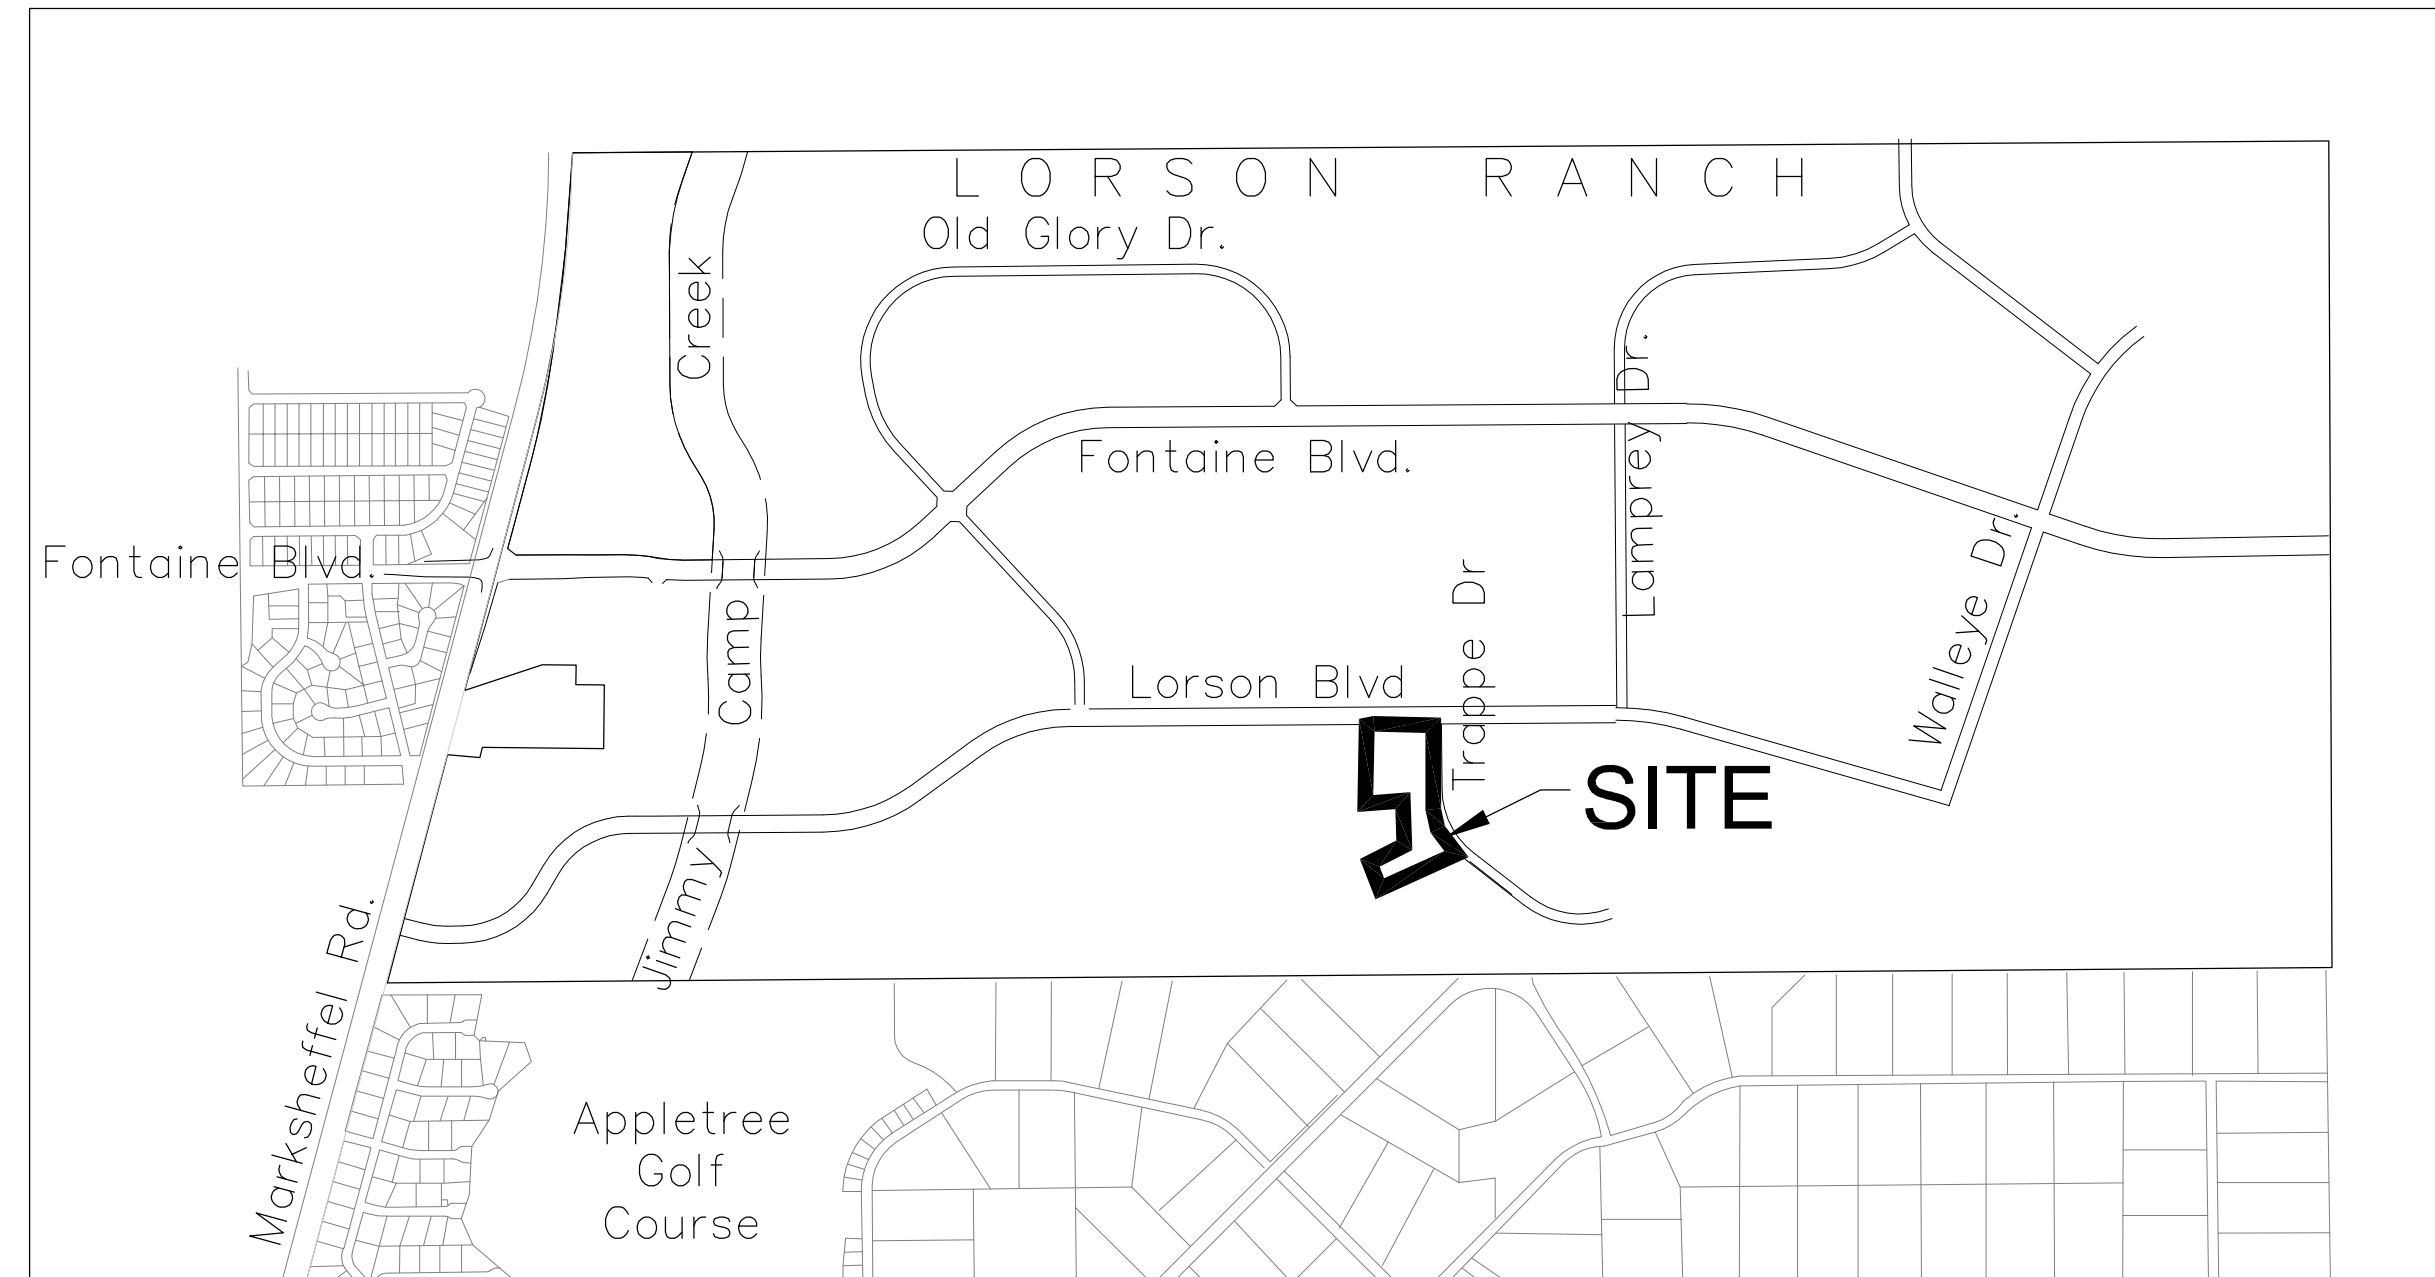 LORSON RANCH
Old Glory Dr.
Creek
Lamprey Dr.
Fontaine Blvd.
Fontaine Blvd.
Trappe Dr
Walleye Dr.
Camp
Lorson Blvd
SITE
Jimmy
Marksheffel Rd.
Appletree
Golf
Course